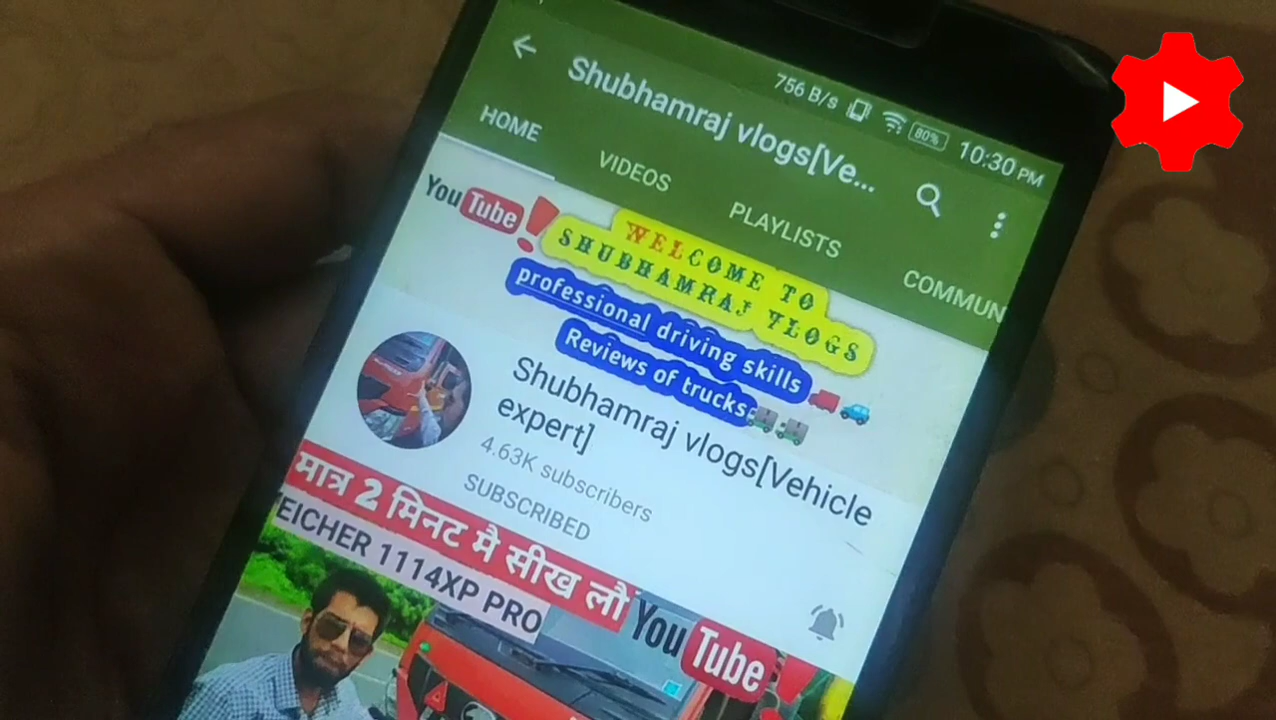 756 B/s 80% 10:30 PM
Shubhamraj vlogs[Ve...
HOME VIDEOS PLAYLISTS COMMUN
YouTube
WELCOME TO
SHUBHAMRAJ VLOGS
professional driving skills
Reviews of trucks
Shubhamraj vlogs[Vehicle
expert]
4.63K subscribers
SUBSCRIBED
मात्र 2 मिनट मै सीख लौ
EICHER 1114XP PRO
YouTube